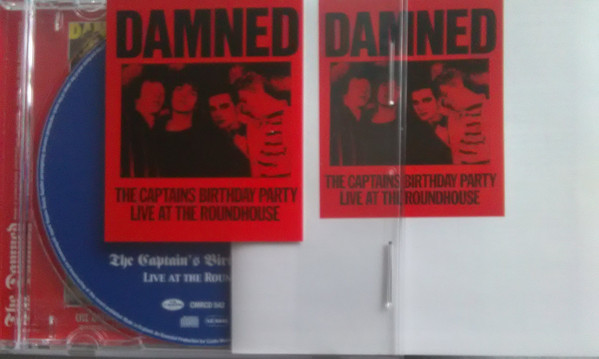 DAMNED
THE CAPTAINS BIRTHDAY PARTY
LIVE AT THE ROUNDHOUSE
DAMNED
THE CAPTAINS BIRTHDAY PARTY
LIVE AT THE ROUNDHOUSE
The Captain's Bir
LIVE AT THE ROUN
The Damned